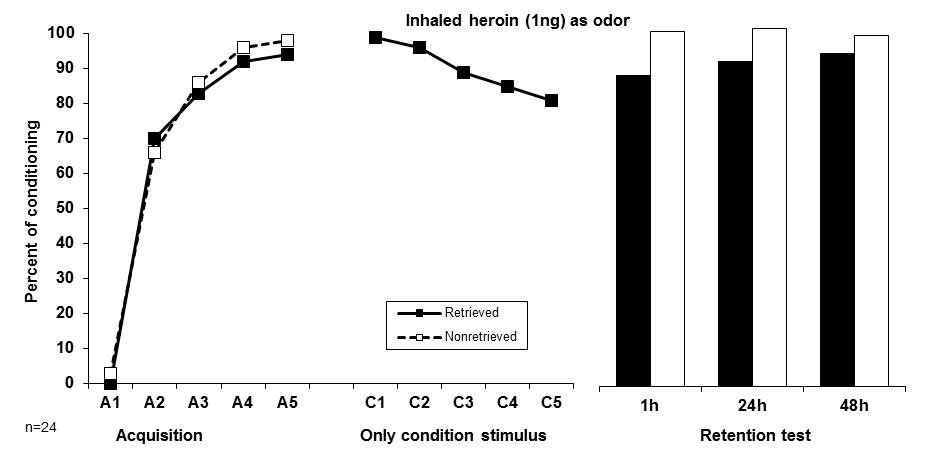 Inhaled heroin (1ng) as odor
Percent of conditioning
100
90
80
70
60
50
40
30
20
10
0
Retrieved
Nonretrieved
A1 A2 A3 A4 A5 C1 C2 C3 C4 C5 1h 24h 48h
n=24
Acquisition Only condition stimulus Retention test